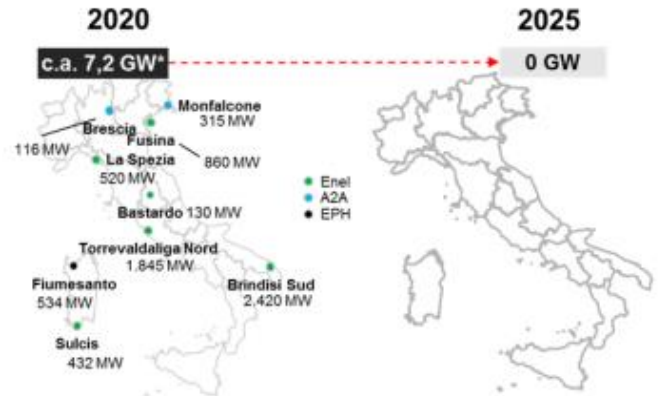 2020
2025
c.a. 7,2 GW*
0 GW
Monfalcone
315 MW
Brescia
116 MW
Fusina
860 MW
La Spezia
520 MW
Enel
A2A
EPH
Bastardo 130 MW
Torrevaldaliga Nord
1.845 MW
Fiumesanto
534 MW
Brindisi Sud
2.420 MW
Sulcis
432 MW